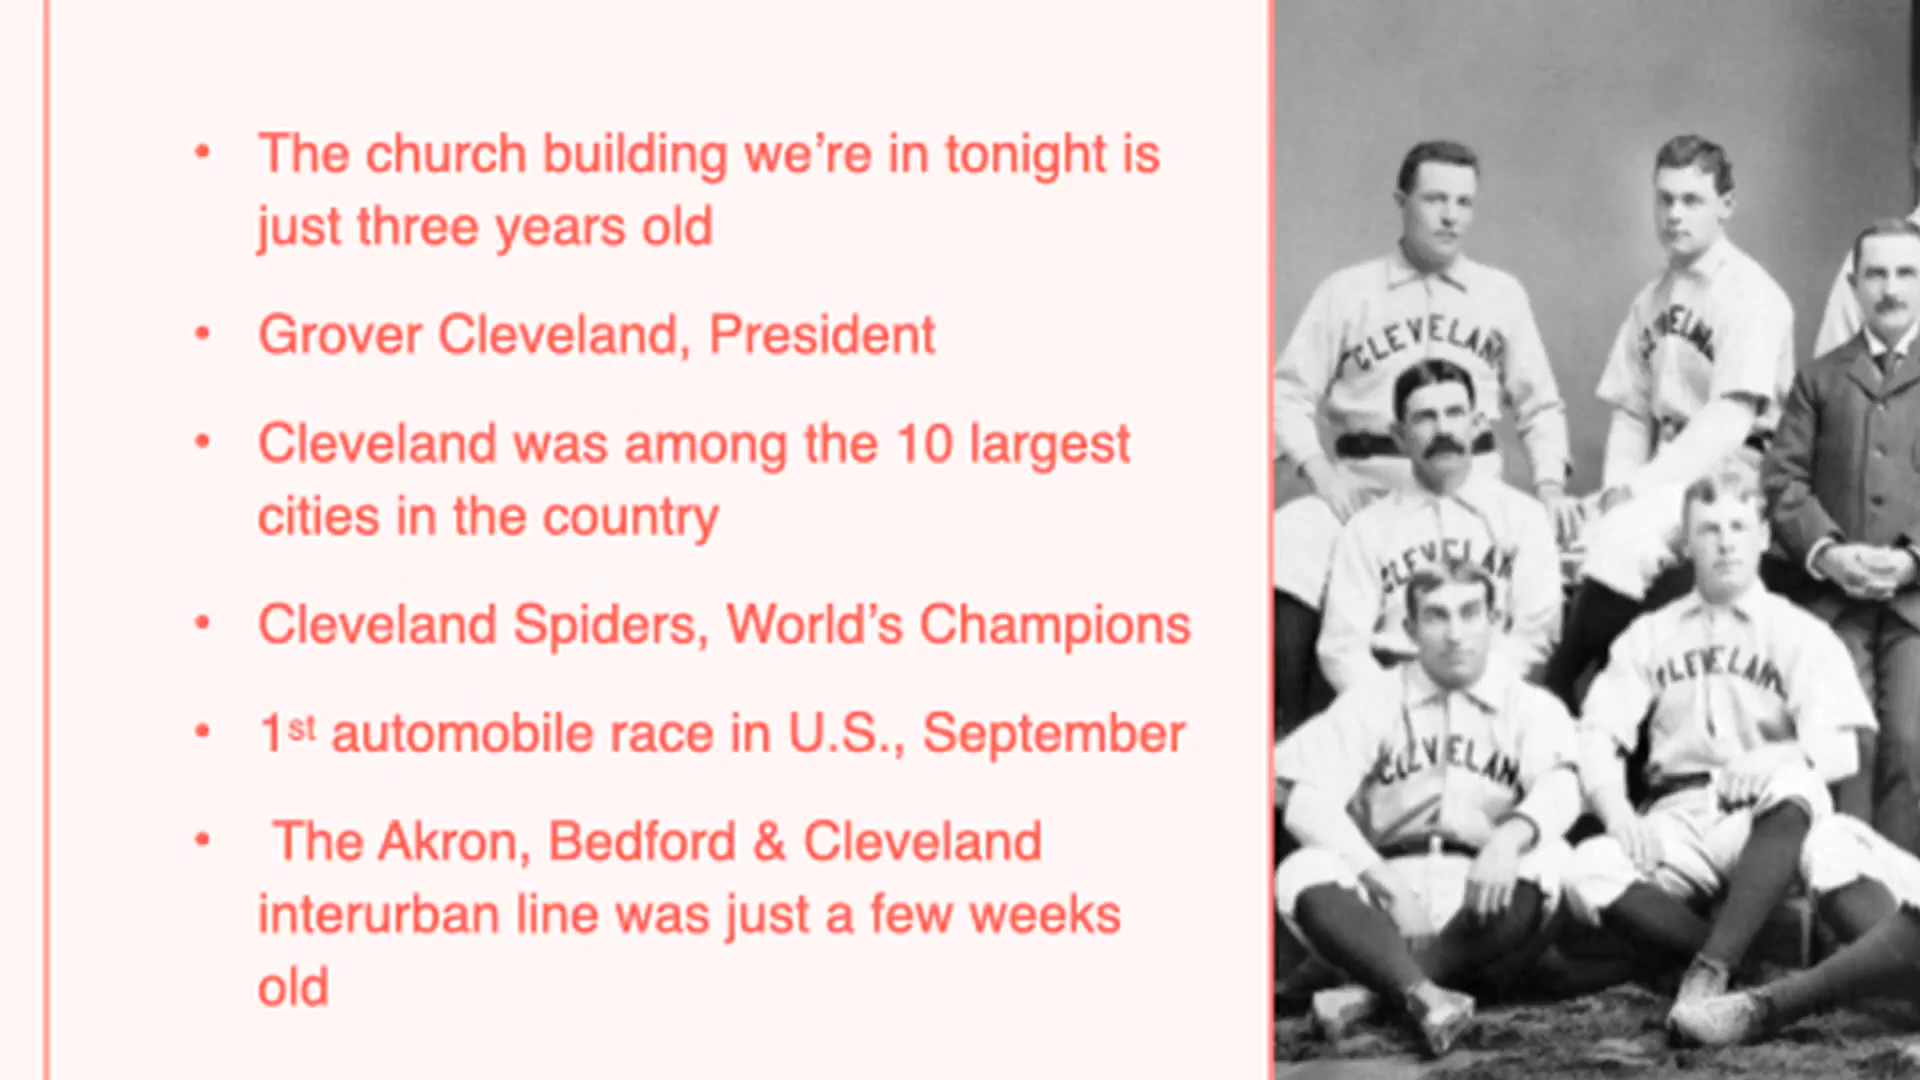 • The church building we’re in tonight is
just three years old
• Grover Cleveland, President
• Cleveland was among the 10 largest
cities in the country
• Cleveland Spiders, World’s Champions
• 1st automobile race in U.S., September
• The Akron, Bedford & Cleveland
interurban line was just a few weeks
old
CLEVELAN
CLEVELAN
CLEVELAN
CLEVELAN